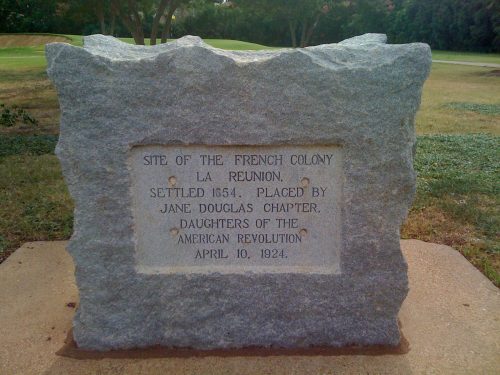 SITE OF THE FRENCH COLONY
LA REUNION,
SETTLED 1854. PLACED BY
JANE DOUGLAS CHAPTER,
DAUGHTERS OF THE
AMERICAN REVOLUTION
APRIL 10, 1924.